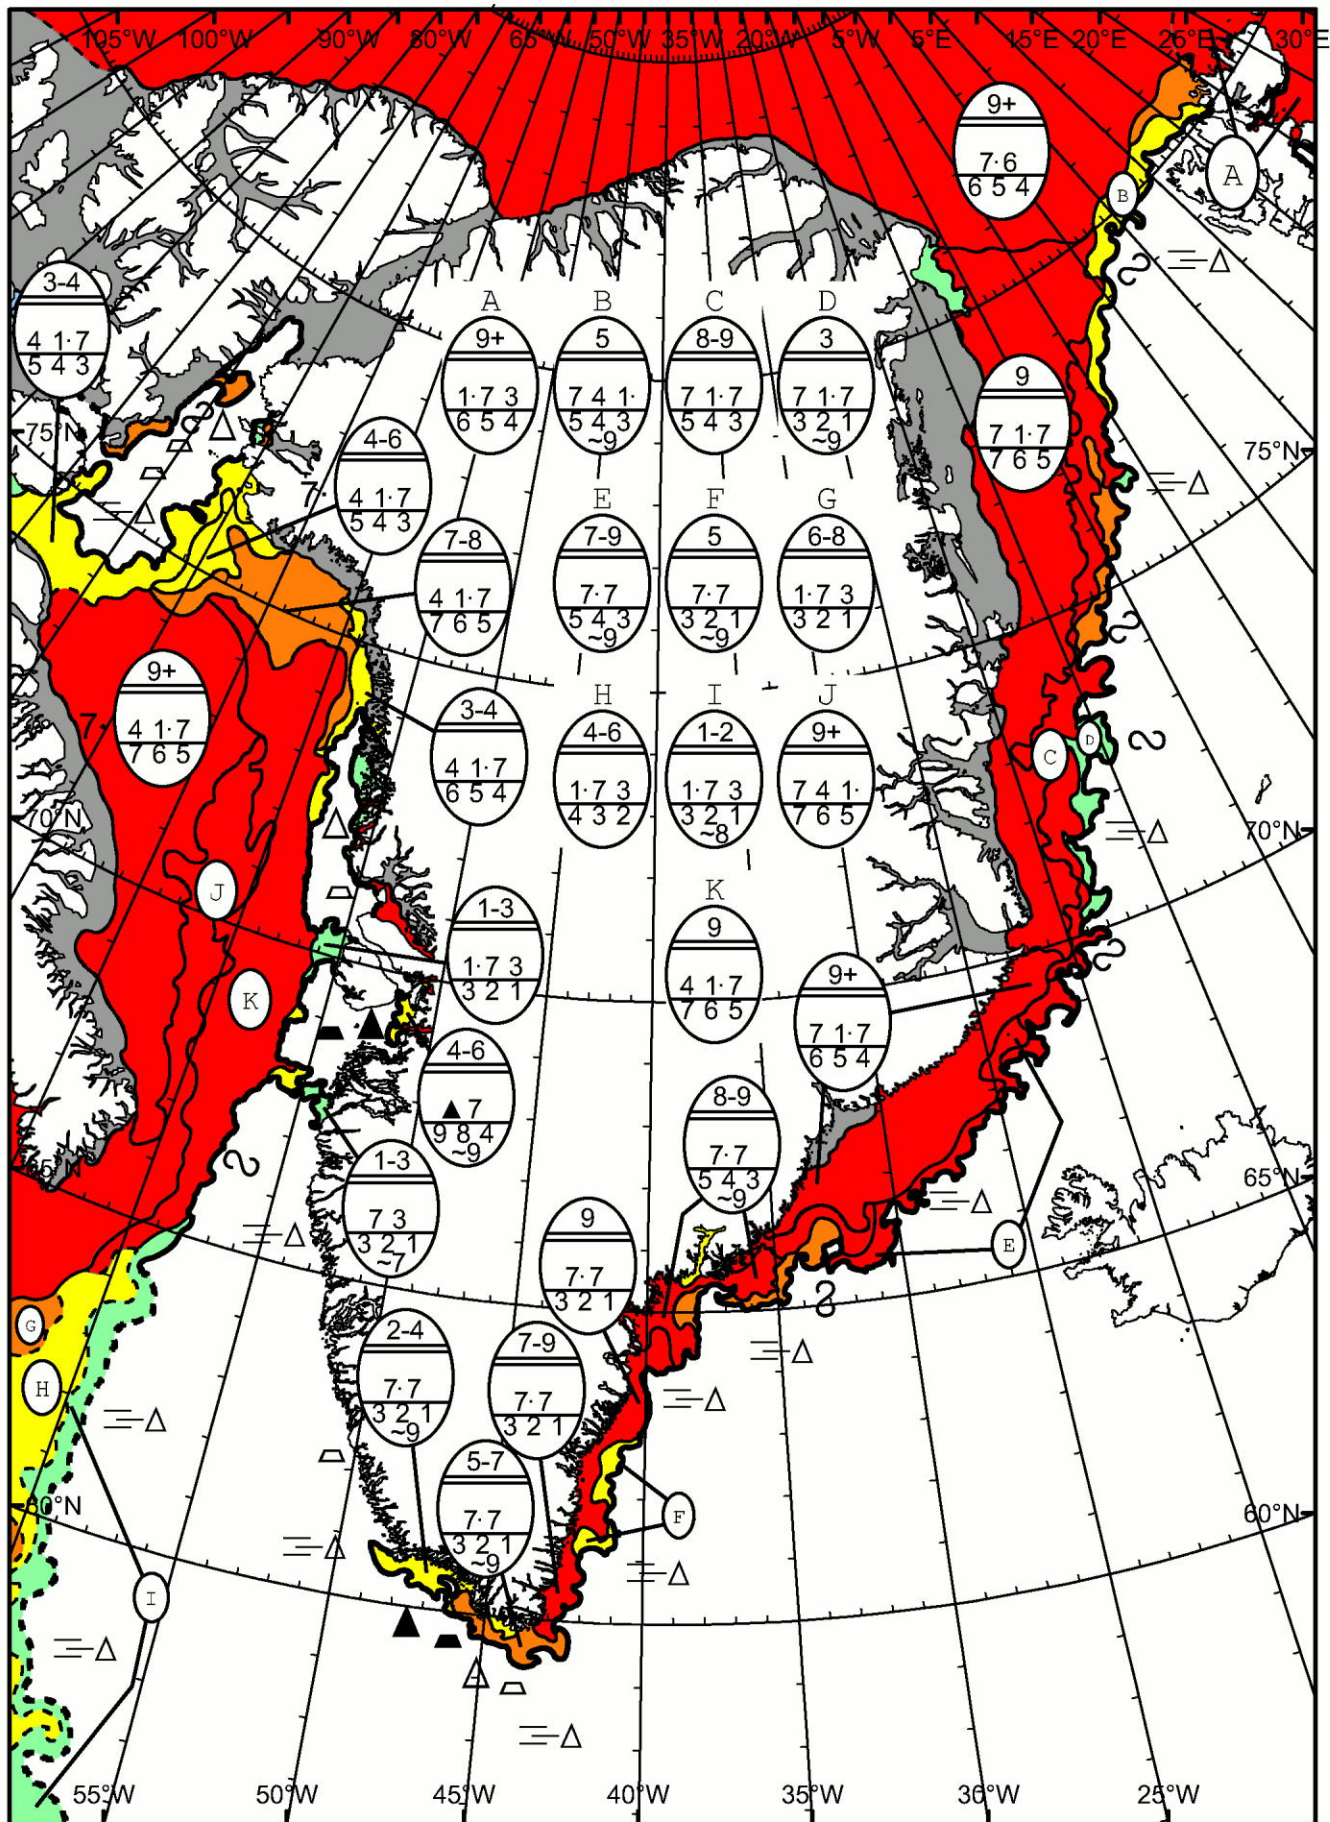 105°W 100°W 90°W 80°W 65°W 50°W 35°W 20°W 5°W 5°E 15°E 20°E 25°E 30°E
9+
7·6
6 5 4
A
B
3-4
4 1·7
5 4 3
A B C D
9+ 5 8-9 3
1·7 3 7 4 1· 7 1·7 7 1·7
6 5 4 5 4 3 5 4 3 3 2 1
~9 ~9
9
7 1·7
7 6 5
75°N
75°N
4-6
4 1·7
5 4 3
7·
E F G
7-8 7-9 5 6-8
4 1·7 7·7 7·7 1·7 3
7 6 5 5 4 3 3 2 1 3 2 1
~9 ~9
9+
4 1·7
7 6 5
7·
3-4
4 1·7
6 5 4
H I J
4-6 1-2 9+
1·7 3 1·7 3 7 4 1·
4 3 2 3 2 1 7 6 5
~8
C
D
70°N
70°N
J
K
1-3
1·7 3
3 2 1
K
9
4 1·7
7 6 5
9+
7 1·7
6 5 4
4-6
▲ 7
9 8 4
~9
8-9
7·7
5 4 3
~9
65°N
65°N
1-3
7 3
3 2 1
~7
9
7·7
3 2 1
E
G
H
2-4
7·7
3 2 1
~9
7-9
7·7
3 2 1
5-7
7·7
3 2 1
~9
F
60°N
60°N
I
55°W 50°W 45°W 40°W 35°W 30°W 25°W